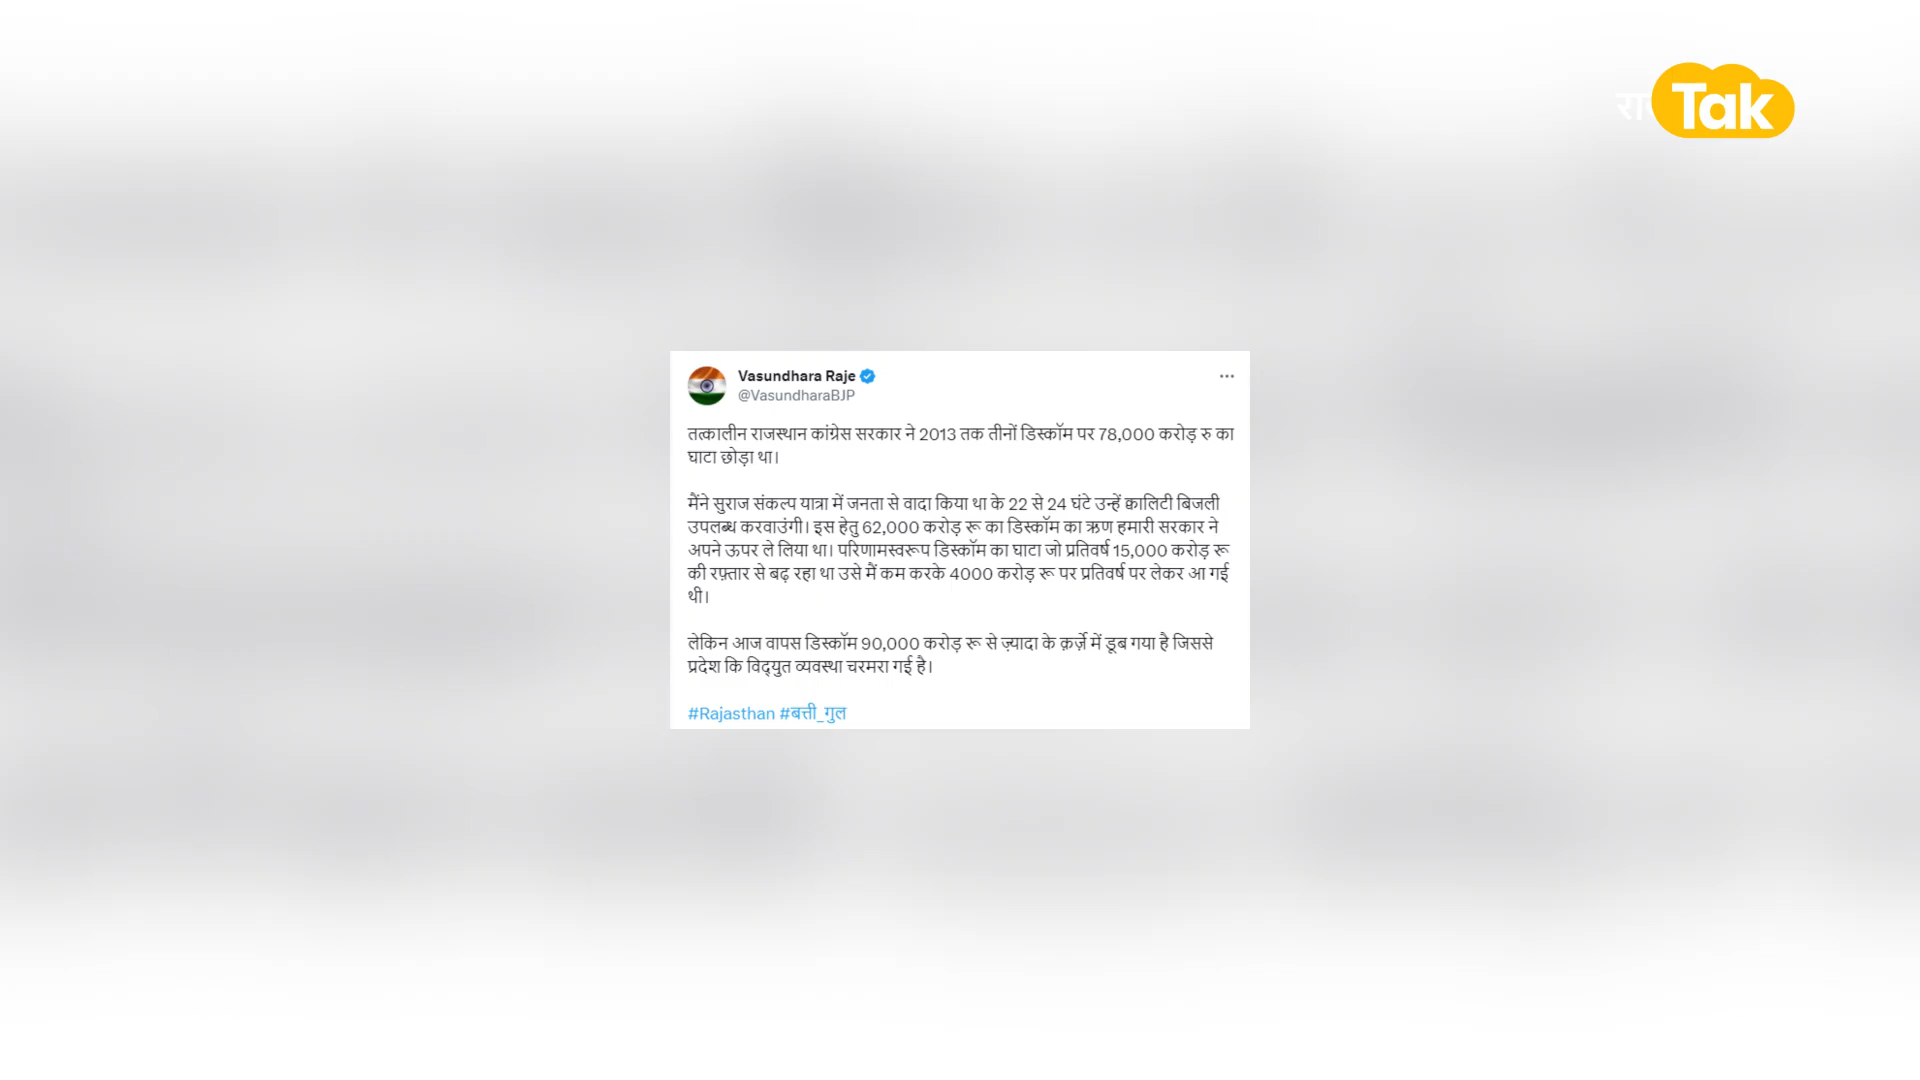 Tak
Vasundhara Raje
@VasundharaBJP
तत्कालीन राजस्थान कांग्रेस सरकार ने 2013 तक तीनों डिस्कॉम पर 78,000 करोड़ रु का
घाटा छोड़ा था।
मैंने सुराज संकल्प यात्रा में जनता से वादा किया था के 22 से 24 घंटे उन्हें क्वालिटी बिजली
उपलब्ध करवाउंगी। इस हेतु 62,000 करोड़ रू का डिस्कॉम का ऋण हमारी सरकार ने
अपने ऊपर ले लिया था। परिणामस्वरूप डिस्कॉम का घाटा जो प्रतिवर्ष 15,000 करोड़ रू
की रफ़्तार से बढ़ रहा था उसे मैं कम करके 4000 करोड़ रू पर प्रतिवर्ष पर लेकर आ गई
थी।
लेकिन आज वापस डिस्कॉम 90,000 करोड़ रू से ज़्यादा के क़र्ज़े में डूब गया है जिससे
प्रदेश कि विद्युत व्यवस्था चरमरा गई है।
#Rajasthan #बत्ती_गुल